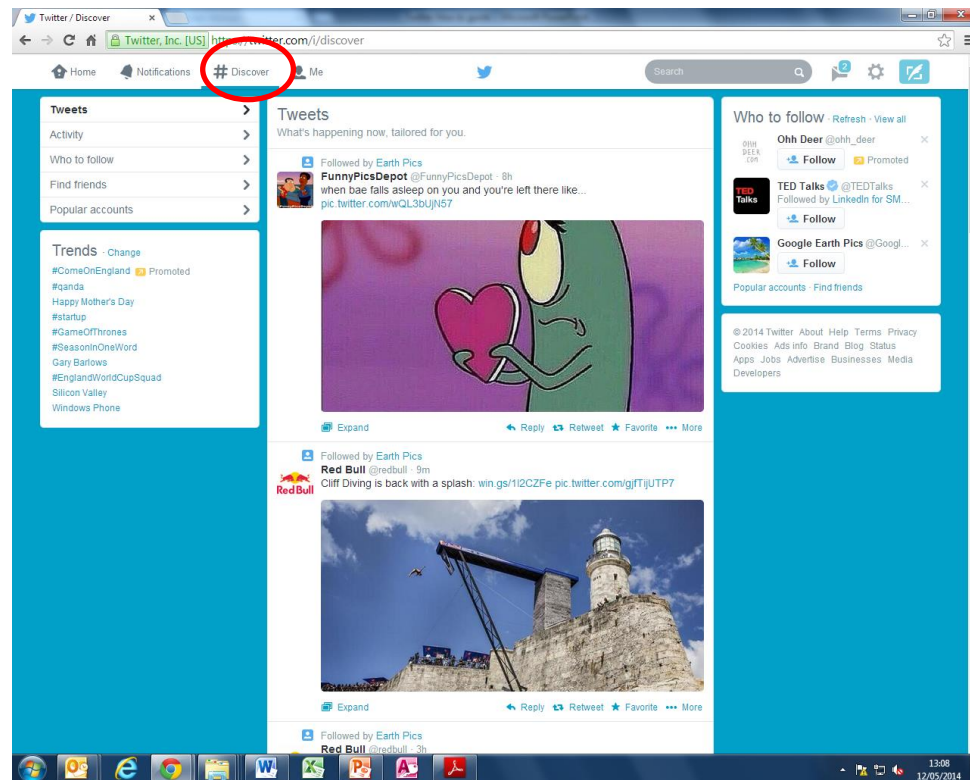 Twitter / Discover
Twitter, Inc. [US] https://twitter.com/i/discover
Home Notifications # Discover Me Search 2
Tweets
Activity
Who to follow
Find friends
Popular accounts
Trends · Change
#ComeOnEngland Promoted
#qanda
Happy Mother's Day
#startup
#GameOfThrones
#SeasonInOneWord
Gary Barlows
#EnglandWorldCupSquad
Silicon Valley
Windows Phone
Tweets
What's happening now, tailored for you.
Followed by Earth Pics
FunnyPicsDepot @FunnyPicsDepot · 8h
when bae falls asleep on you and you're left there like...
pic.twitter.com/wQL3bUjN57
Expand Reply Retweet Favorite More
Followed by Earth Pics
Red Bull @redbull · 9m
Cliff Diving is back with a splash: win.gs/1l2CZFe pic.twitter.com/gjfTijUTP7
Red Bull
Expand Reply Retweet Favorite More
Followed by Earth Pics
Red Bull @redbull · 3h
Who to follow · Refresh · View all
OHH
DEER
.COM
Ohh Deer @ohh_deer
Follow Promoted
TED
Talks
TED Talks @TEDTalks
Followed by LinkedIn for SM...
Follow
Google Earth Pics @Googl...
Follow
Popular accounts · Find friends
© 2014 Twitter About Help Terms Privacy
Cookies Ads info Brand Blog Status
Apps Jobs Advertise Businesses Media
Developers
13:08
12/05/2014